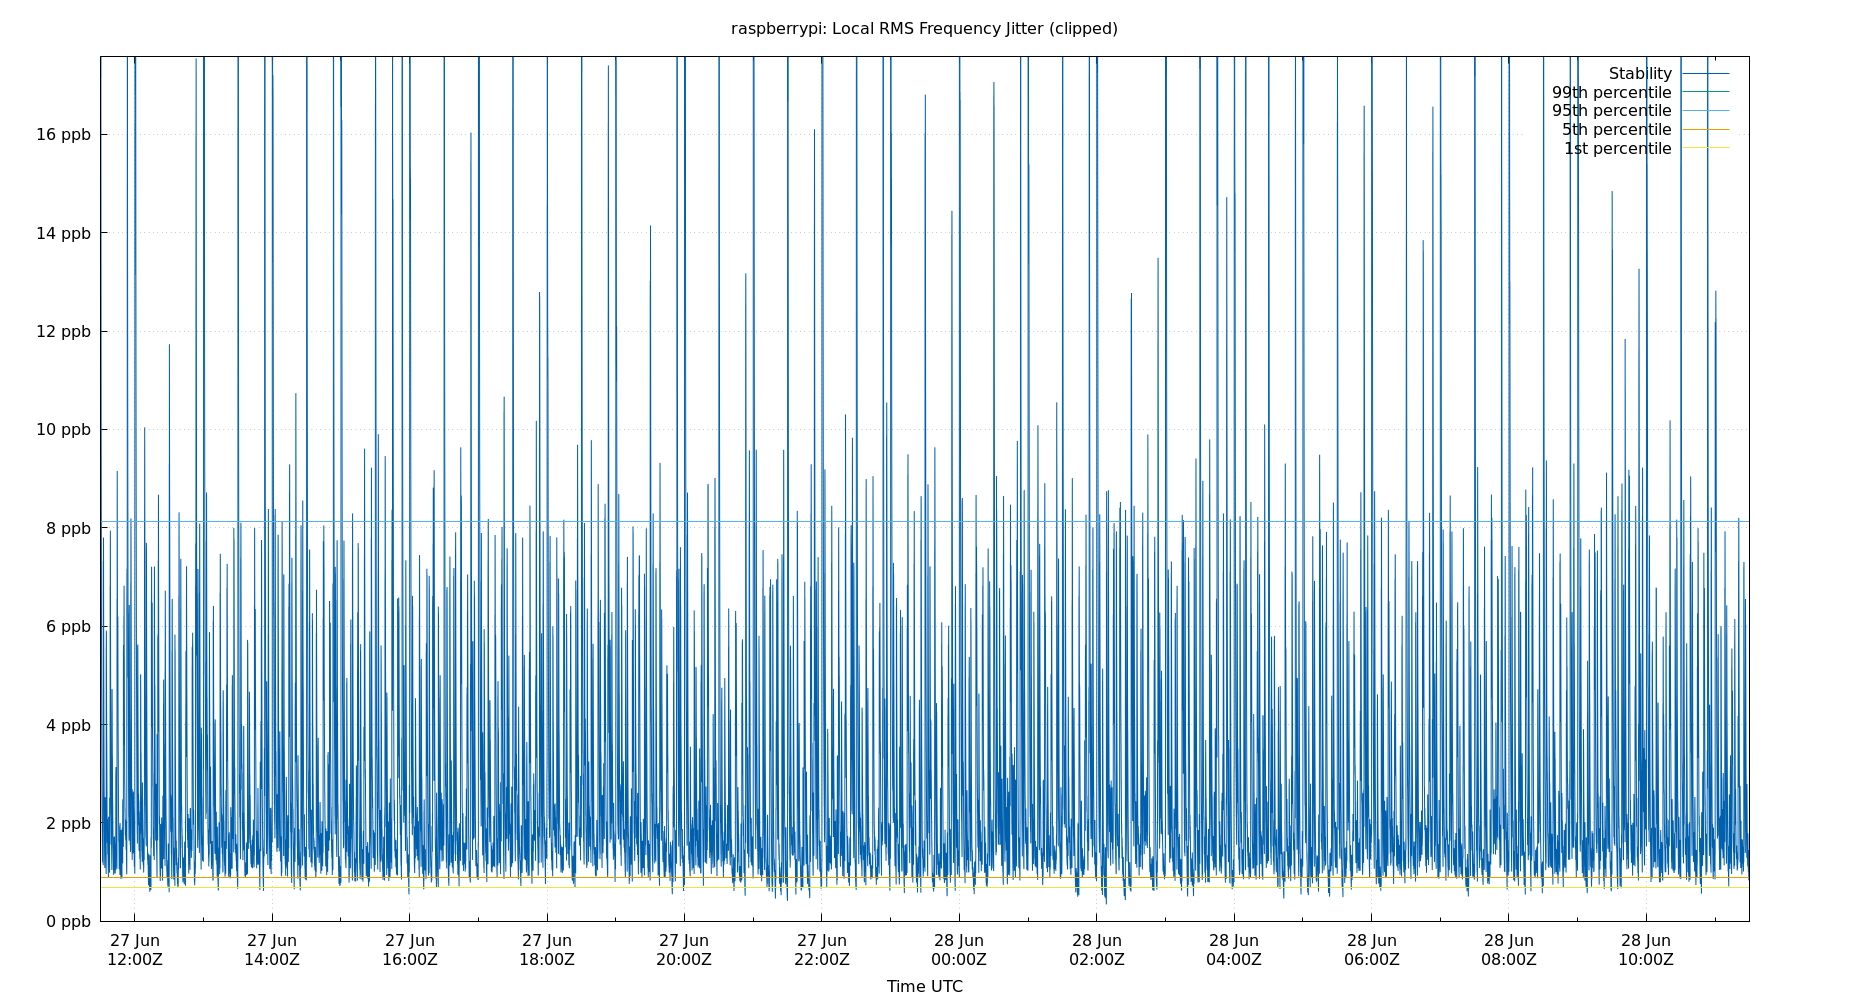 raspberrypi: Local RMS Frequency Jitter (clipped)
Stability
99th percentile
95th percentile
5th percentile
1st percentile
16 ppb
14 ppb
12 ppb
10 ppb
8 ppb
6 ppb
4 ppb
2 ppb
0 ppb
27 Jun 27 Jun 27 Jun 27 Jun 27 Jun 27 Jun 28 Jun 28 Jun 28 Jun 28 Jun 28 Jun 28 Jun
12:00Z 14:00Z 16:00Z 18:00Z 20:00Z 22:00Z 00:00Z 02:00Z 04:00Z 06:00Z 08:00Z 10:00Z
Time UTC